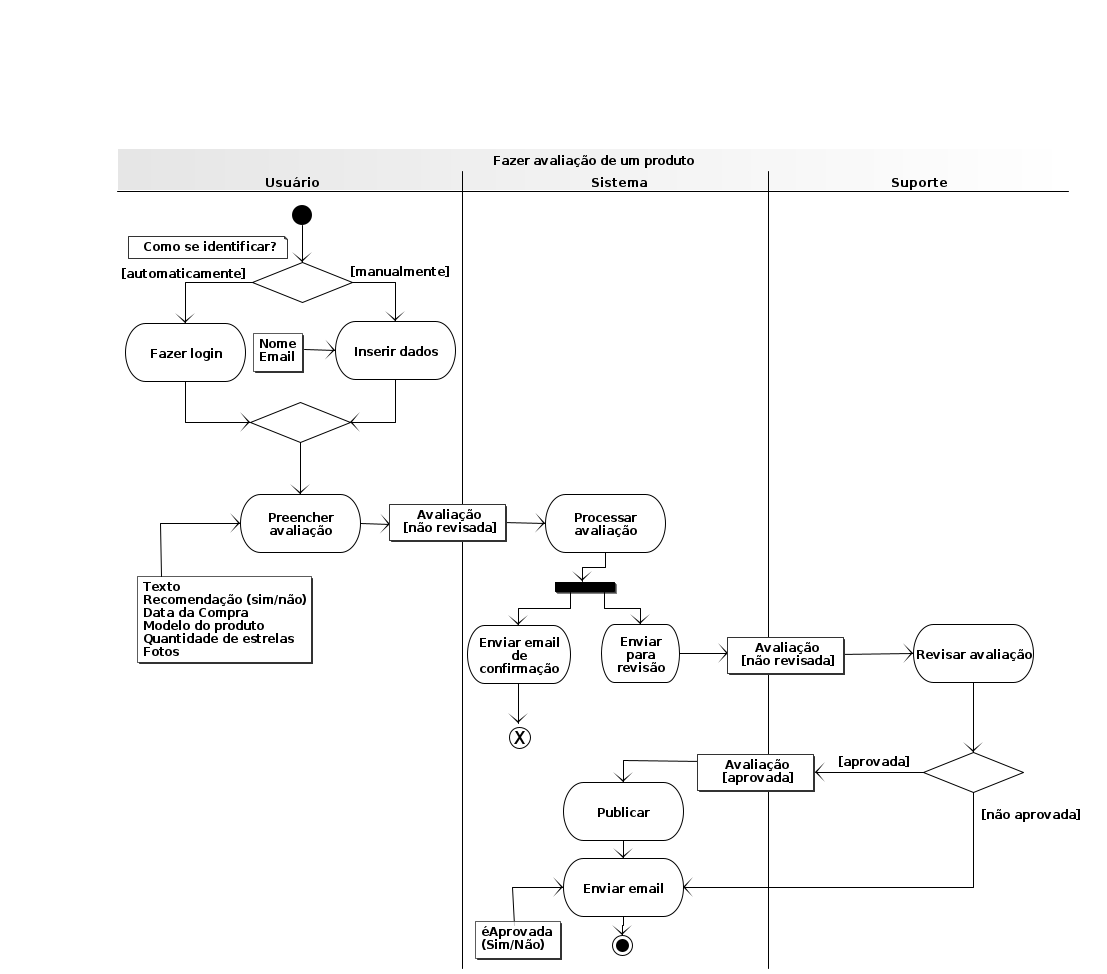 Fazer avaliação de um produto
Usuário
Sistema
Suporte
Como se identificar?
[automaticamente]
[manualmente]
Fazer login
Nome
Email
Inserir dados
Preencher
avaliação
Avaliação
[não revisada]
Processar
avaliação
Texto
Recomendação (sim/não)
Data da Compra
Modelo do produto
Quantidade de estrelas
Fotos
Enviar email
de
confirmação
Enviar
para
revisão
Avaliação
[não revisada]
Revisar avaliação
X
Avaliação
[aprovada]
[aprovada]
[não aprovada]
Publicar
Enviar email
éAprovada
(Sim/Não)